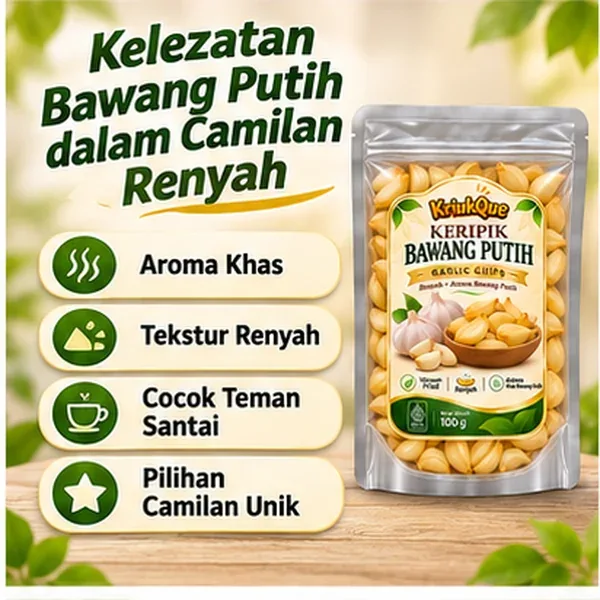 Kelezatan
Bawang Putih
dalam Camilan
Renyah
Aroma Khas
Tekstur Renyah
Cocok Teman
Santai
Pilihan
Camilan Unik
KriukQue
KERIPIK
BAWANG PUTIH
100 g